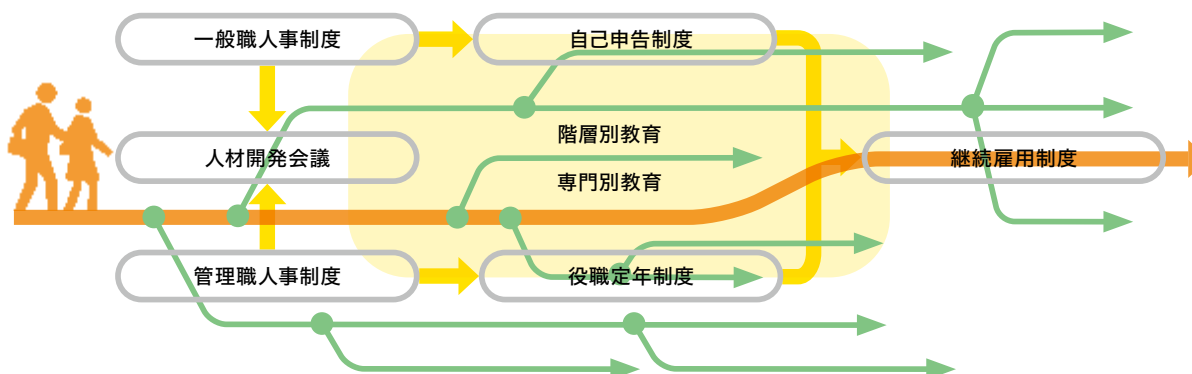 一般職人事制度
自己申告制度
階層別教育
人材開発会議
継続雇用制度
専門別教育
管理職人事制度
役職定年制度